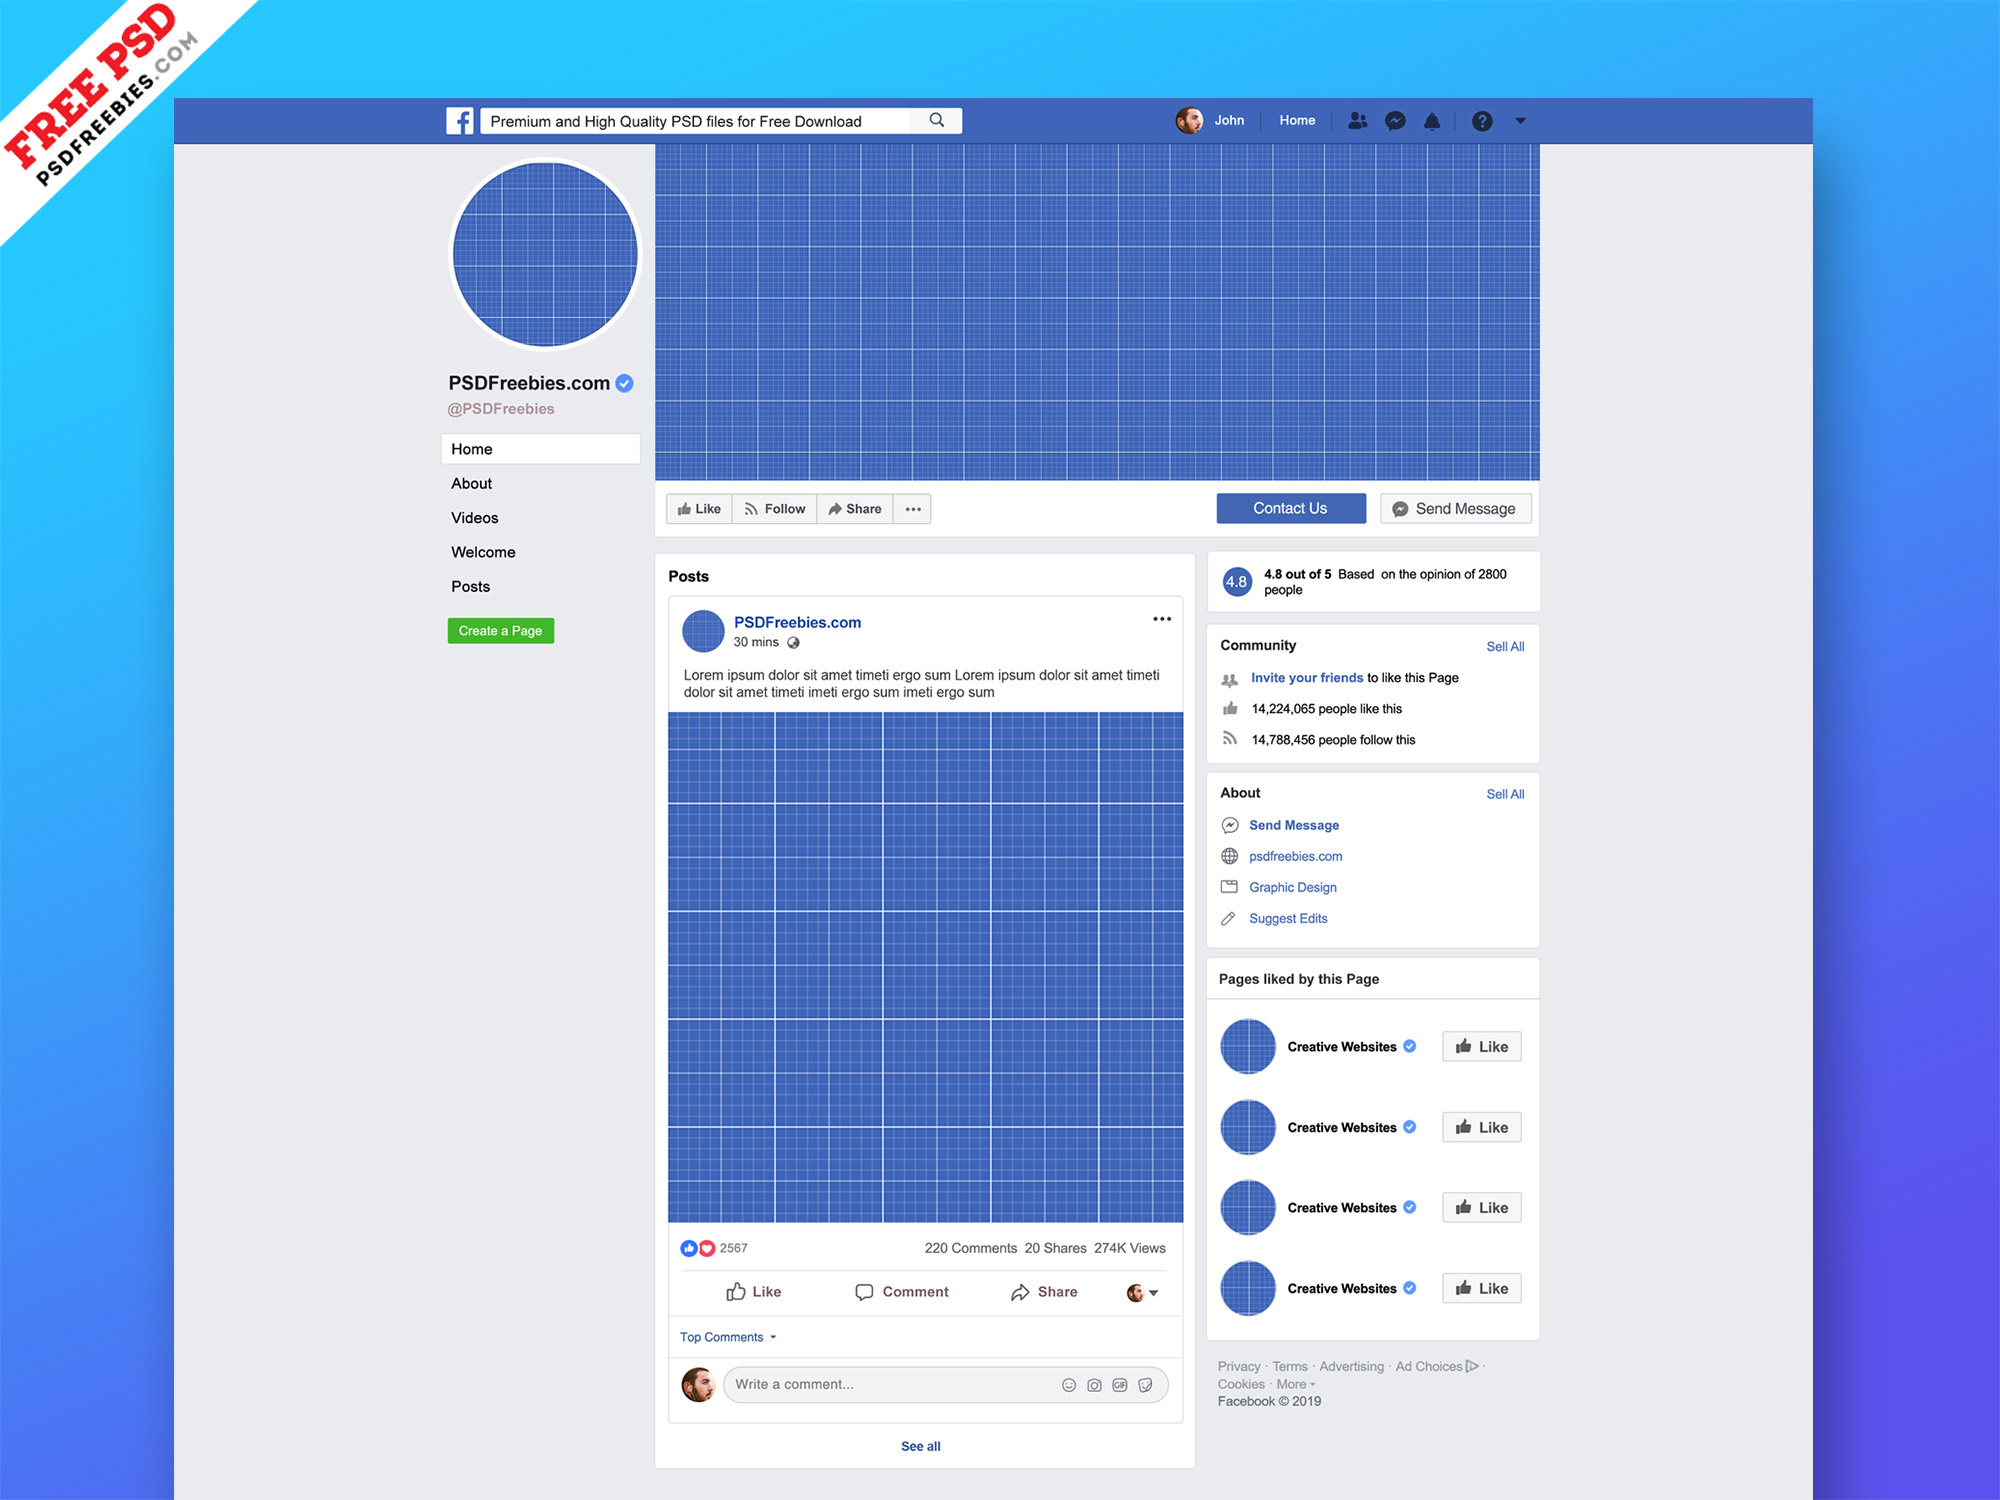 FREE PSD
PSDFREEBIES.COM
Premium and High Quality PSD files for Free Download
John
Home
PSDFreebies.com
@PSDFreebies
Home
About
Videos
Welcome
Posts
Create a Page
Like
Follow
Share
Contact Us
Send Message
Posts
PSDFreebies.com
30 mins
Lorem ipsum dolor sit amet timeti ergo sum Lorem ipsum dolor sit amet timeti
dolor sit amet timeti imeti ergo sum imeti ergo sum
2567
220 Comments 20 Shares 274K Views
Like
Comment
Share
Top Comments
Write a comment...
GIF
See all
4.8
4.8 out of 5 Based on the opinion of 2800
people
Community
Sell All
Invite your friends to like this Page
14,224,065 people like this
14,788,456 people follow this
About
Sell All
Send Message
psdfreebies.com
Graphic Design
Suggest Edits
Pages liked by this Page
Creative Websites
Like
Creative Websites
Like
Creative Websites
Like
Creative Websites
Like
Privacy · Terms · Advertising · Ad Choices ·
Cookies · More
Facebook © 2019